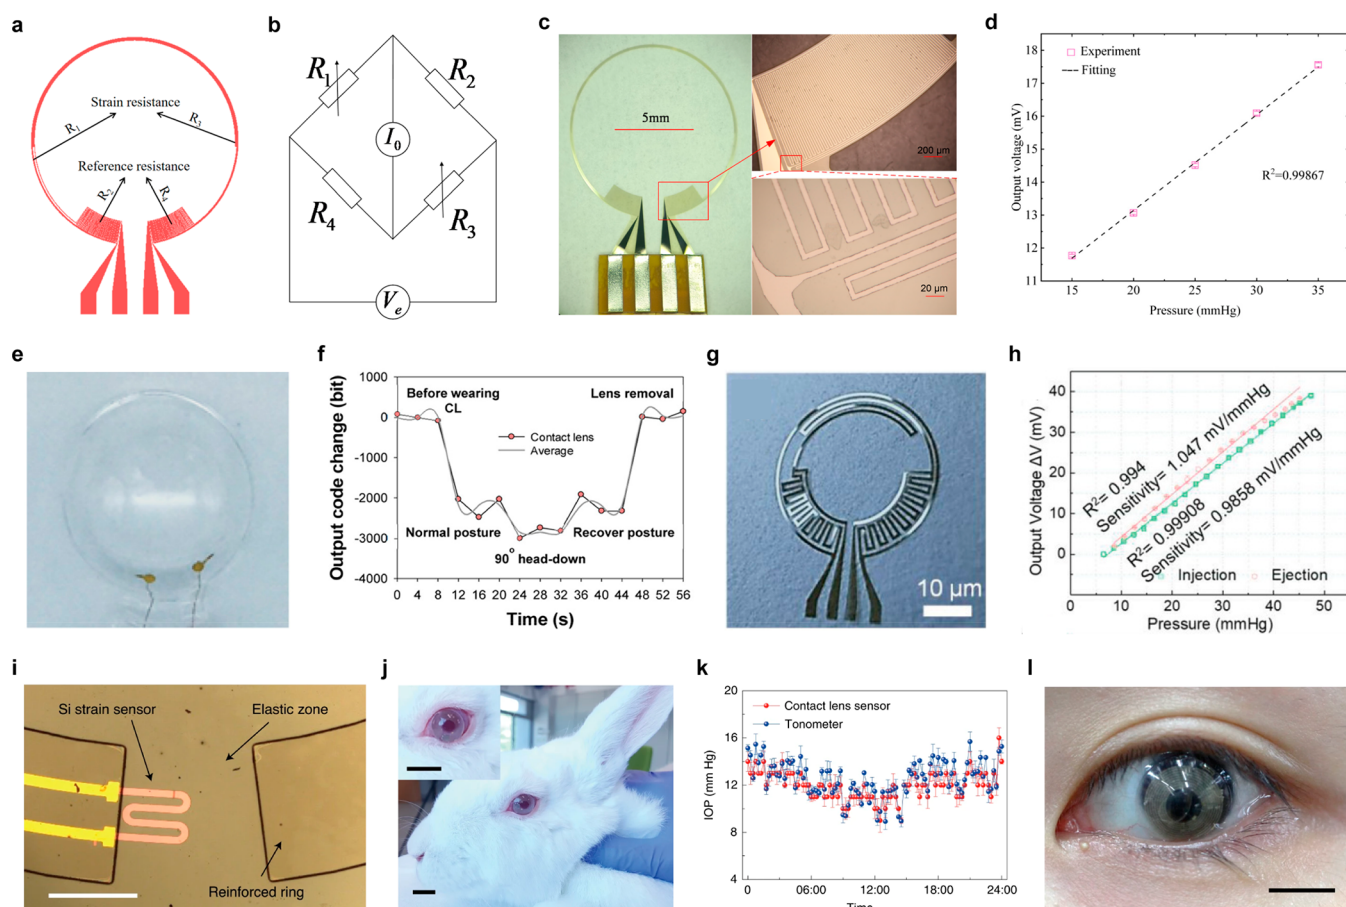 a
Strain resistance
R1
R3
Reference resistance
R2
R4
b
R1
R2
I0
R4
R3
Ve
c
5mm
200 μm
20 μm
d
Output voltage (mV)
18
17
16
15
14
13
12
11
Experiment
Fitting
R²=0.99867
15 20 25 30 35
Pressure (mmHg)
e
f
Output code change (bit)
1000
0
-1000
-2000
-3000
-4000
Before wearing
CL
Lens removal
Contact lens
Average
Normal posture
Recover posture
90° head-down
0 4 8 12 16 20 24 28 32 36 40 44 48 52 56
Time (s)
g
10 μm
h
Output Voltage ΔV (mV)
40
30
20
10
0
R²= 0.994
Sensitivity= 1.047 mV/mmHg
R²= 0.99908
Sensitivity= 0.9858 mV/mmHg
Injection
Ejection
0 10 20 30 40 50
Pressure (mmHg)
i
Si strain sensor
Elastic zone
Reinforced ring
j
k
IOP (mm Hg)
20
16
12
8
4
Contact lens sensor
Tonometer
0 06:00 12:00 18:00 24:00
Time
l